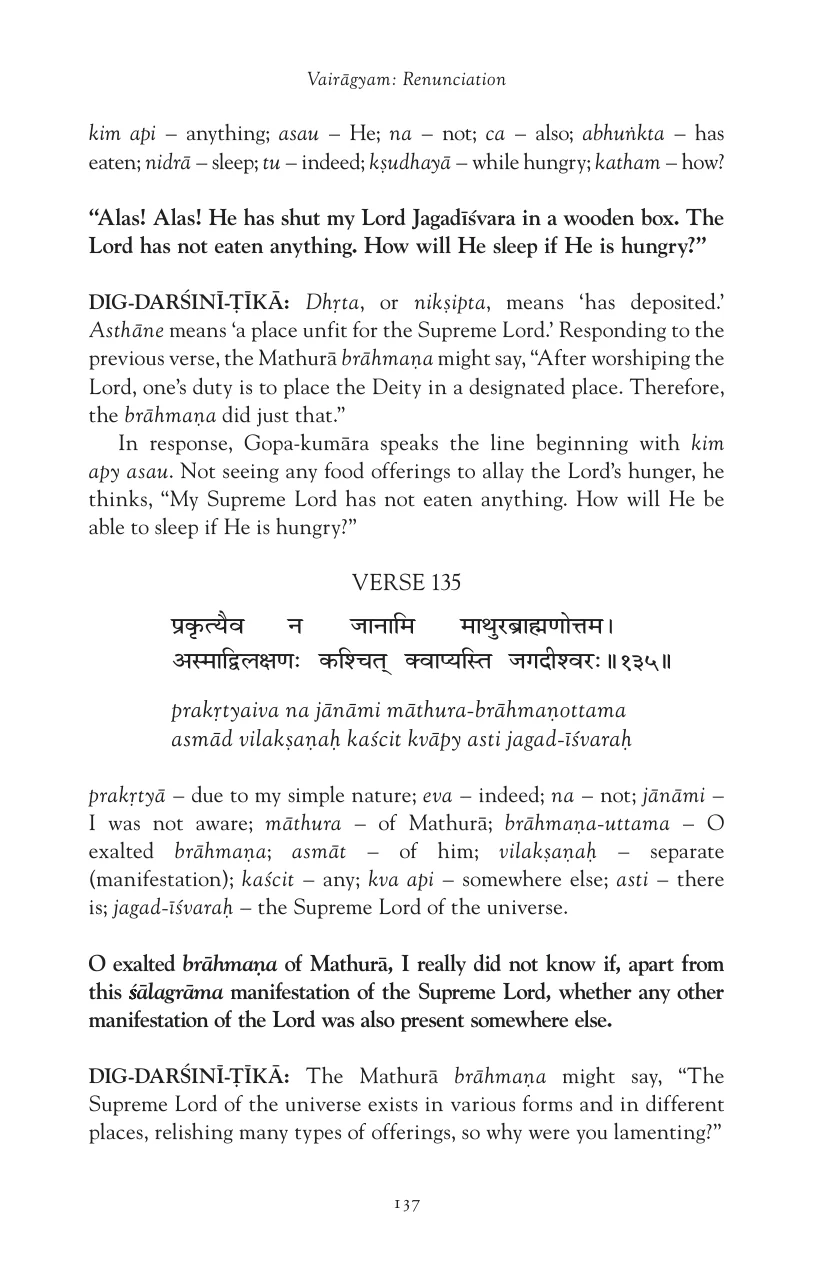 Vairāgyam: Renunciation
kim api – anything; asau – He; na – not; ca – also; abhuṅkta – has
eaten; nidrā – sleep; tu – indeed; kṣudhayā – while hungry; katham – how?
“Alas! Alas! He has shut my Lord Jagadīśvara in a wooden box. The
Lord has not eaten anything. How will He sleep if He is hungry?”
DIG-DARŚINĪ-ṬĪKĀ: Dhṛta, or nikṣipta, means ‘has deposited.’
Asthāne means ‘a place unfit for the Supreme Lord.’ Responding to the
previous verse, the Mathurā brāhmaṇa might say, “After worshiping the
Lord, one’s duty is to place the Deity in a designated place. Therefore,
the brāhmaṇa did just that.”
In response, Gopa-kumāra speaks the line beginning with kim
apy asau. Not seeing any food offerings to allay the Lord’s hunger, he
thinks, “My Supreme Lord has not eaten anything. How will He be
able to sleep if He is hungry?”
VERSE 135
प्रकृत्यैव न जानामि माथुरब्राह्मणोत्तम।
अस्माद्विलक्षणः कश्चित् क्वाप्यस्ति जगदीश्वरः॥१३५॥
prakṛtyaiva na jānāmi māthura-brāhmaṇottama
asmād vilakṣaṇaḥ kaścit kvāpy asti jagad-īśvaraḥ
prakṛtyā – due to my simple nature; eva – indeed; na – not; jānāmi –
I was not aware; māthura – of Mathurā; brāhmaṇa-uttama – O
exalted brāhmaṇa; asmāt – of him; vilakṣaṇaḥ – separate
(manifestation); kaścit – any; kva api – somewhere else; asti – there
is; jagad-īśvaraḥ – the Supreme Lord of the universe.
O exalted brāhmaṇa of Mathurā, I really did not know if, apart from
this śālagrāma manifestation of the Supreme Lord, whether any other
manifestation of the Lord was also present somewhere else.
DIG-DARŚINĪ-ṬĪKĀ: The Mathurā brāhmaṇa might say, “The
Supreme Lord of the universe exists in various forms and in different
places, relishing many types of offerings, so why were you lamenting?”
137